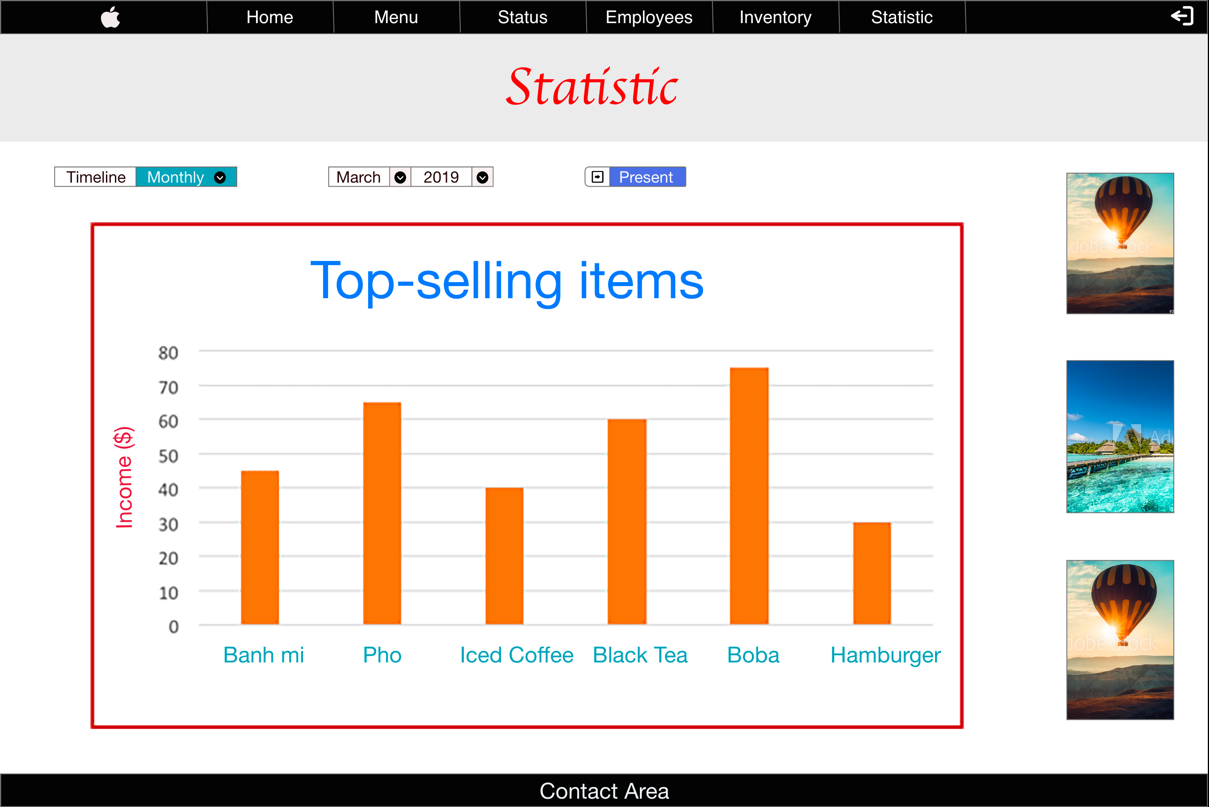 Home Menu Status Employees Inventory Statistic
Statistic
Timeline Monthly March 2019 Present
Top-selling items
Income ($)
80
70
60
50
40
30
20
10
0
Banh mi Pho Iced Coffee Black Tea Boba Hamburger
Contact Area